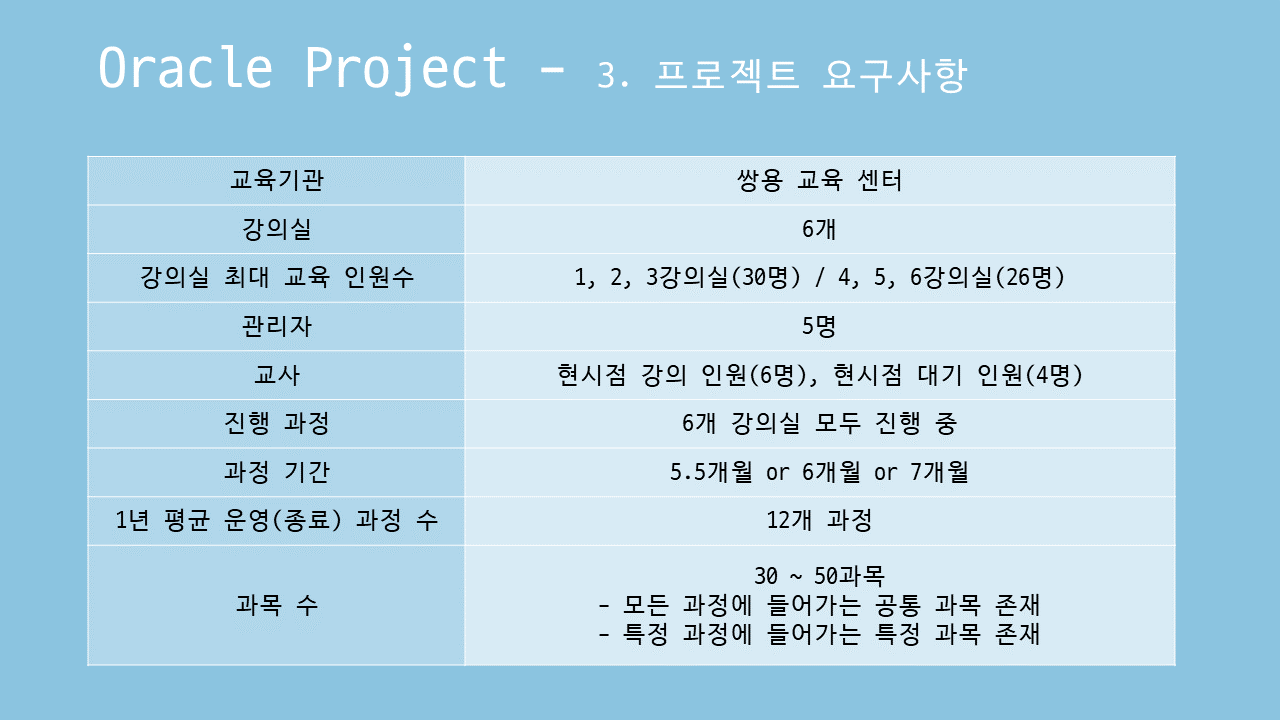 Oracle Project - 3. 프로젝트 요구사항
교육기관 쌍용 교육 센터
강의실 6개
강의실 최대 교육 인원수 1, 2, 3강의실(30명) / 4, 5, 6강의실(26명)
관리자 5명
교사 현시점 강의 인원(6명), 현시점 대기 인원(4명)
진행 과정 6개 강의실 모두 진행 중
과정 기간 5.5개월 or 6개월 or 7개월
1년 평균 운영(종료) 과정 수 12개 과정
과목 수 30 ~ 50과목
- 모든 과정에 들어가는 공통 과목 존재
- 특정 과정에 들어가는 특정 과목 존재